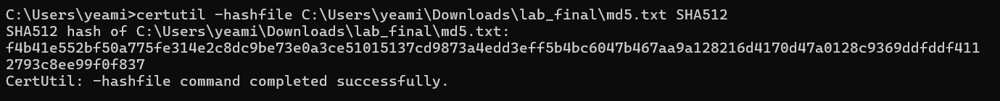 C:\Users\yeami>certutil -hashfile C:\Users\yeami\Downloads\lab_final\md5.txt SHA512
SHA512 hash of C:\Users\yeami\Downloads\lab_final\md5.txt:
f4b41e552bf50a775fe314e2c8dc9be73e0a3ce51015137cd9873a4edd3eff5b4bc6047b467aa9a128216d4170d47a0128c9369ddfddf411
2793c8ee99f0f837
CertUtil: -hashfile command completed successfully.